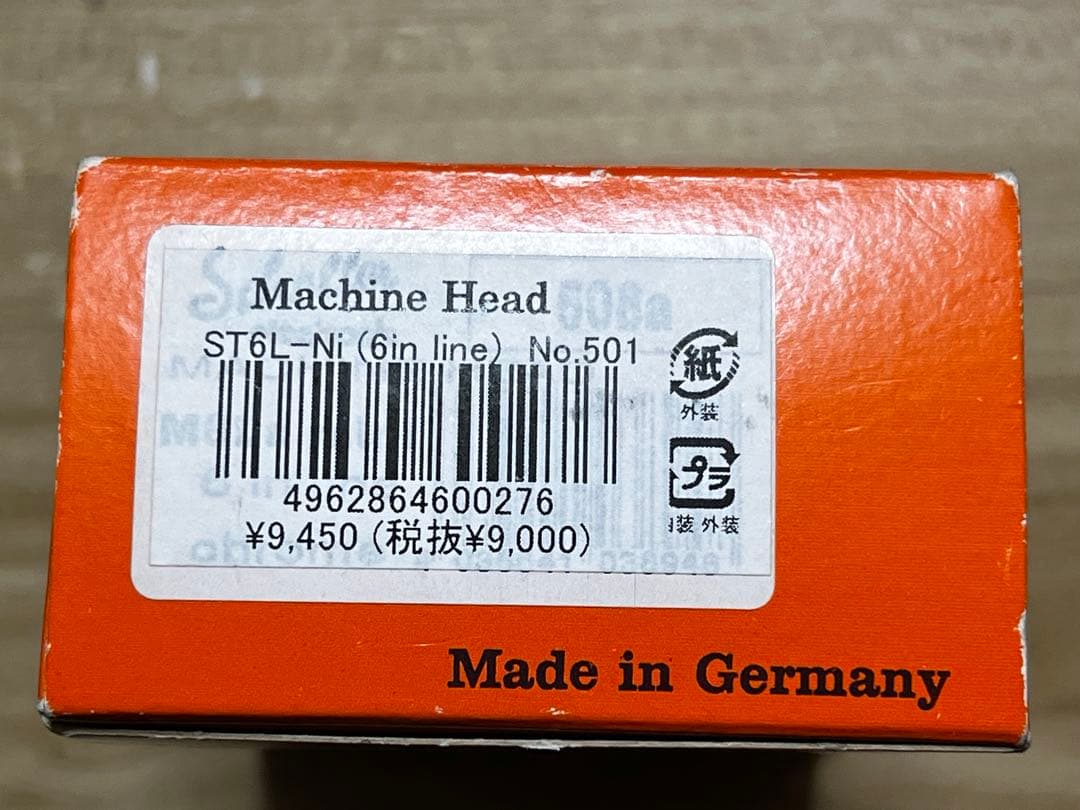 Machine Head
ST6L-Ni (6in line) No.501
紙
外装
プラ
装 外装
4962864600276
¥9,450 (税抜¥9,000)
Made in Germany